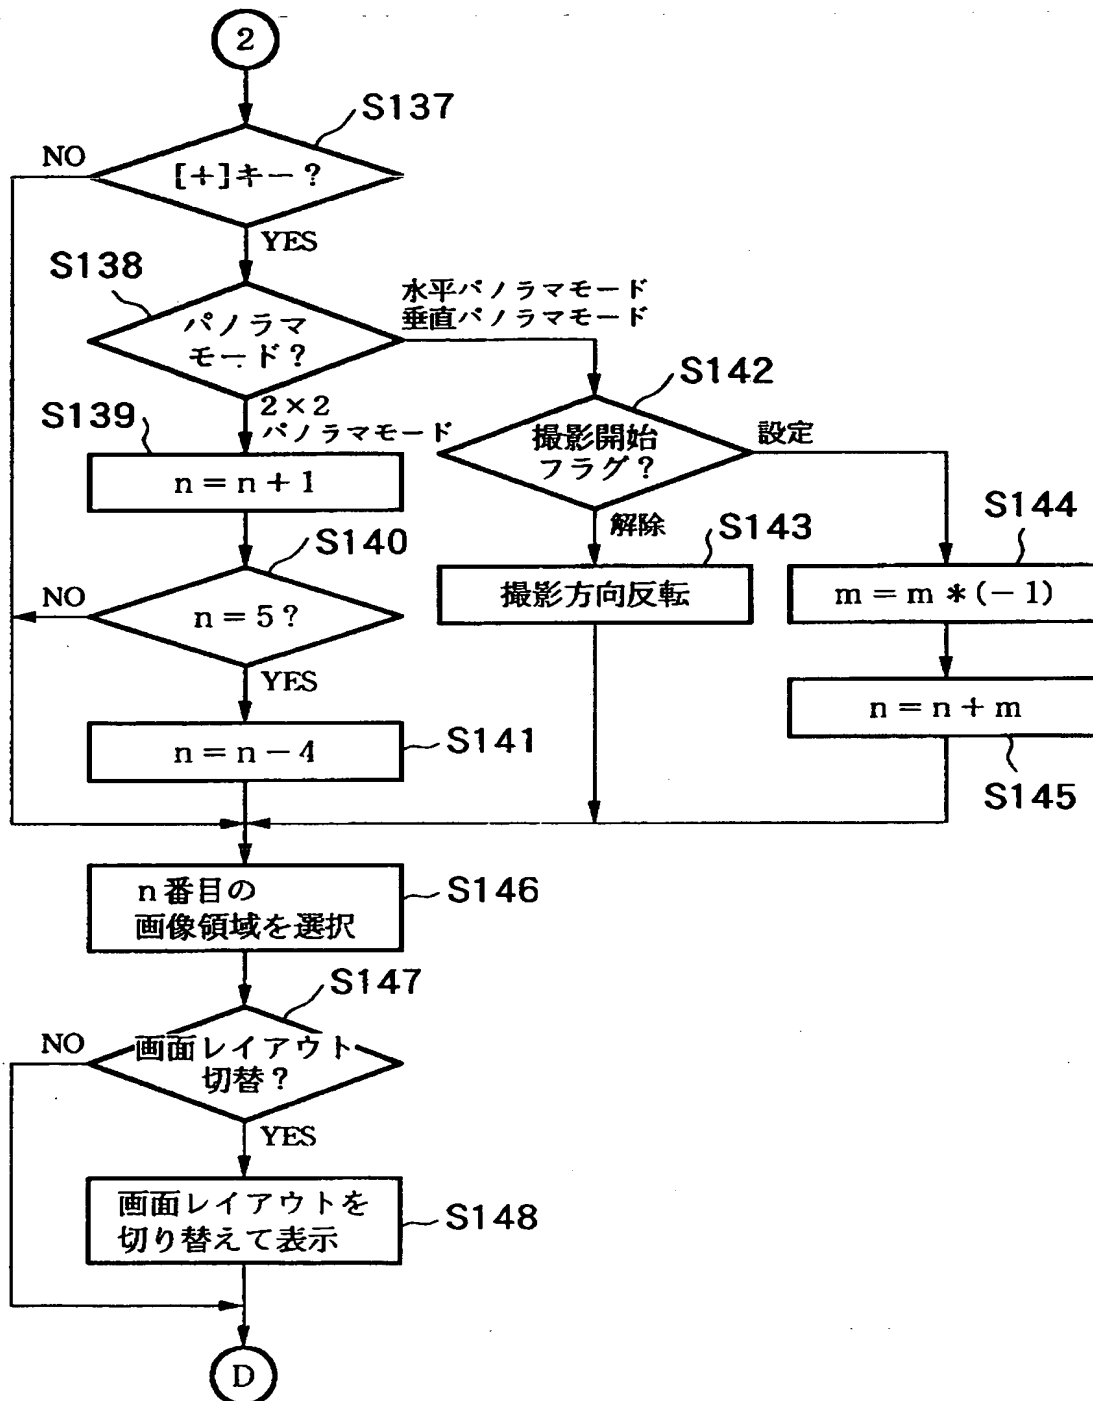 2
S137
NO
[+]キー?
YES
S138
パノラマ
モード?
水平パノラマモード
垂直パノラマモード
S142
S139
2×2
パノラマモード
撮影開始
フラグ?
設定
n=n+1
解除
S143
S144
S140
撮影方向反転
m=m*(-1)
NO
n=5?
YES
n=n+m
n=n-4
S141
S145
n番目の
画像領域を選択
S146
S147
NO
画面レイアウト
切替?
YES
画面レイアウトを
切り替えて表示
S148
D